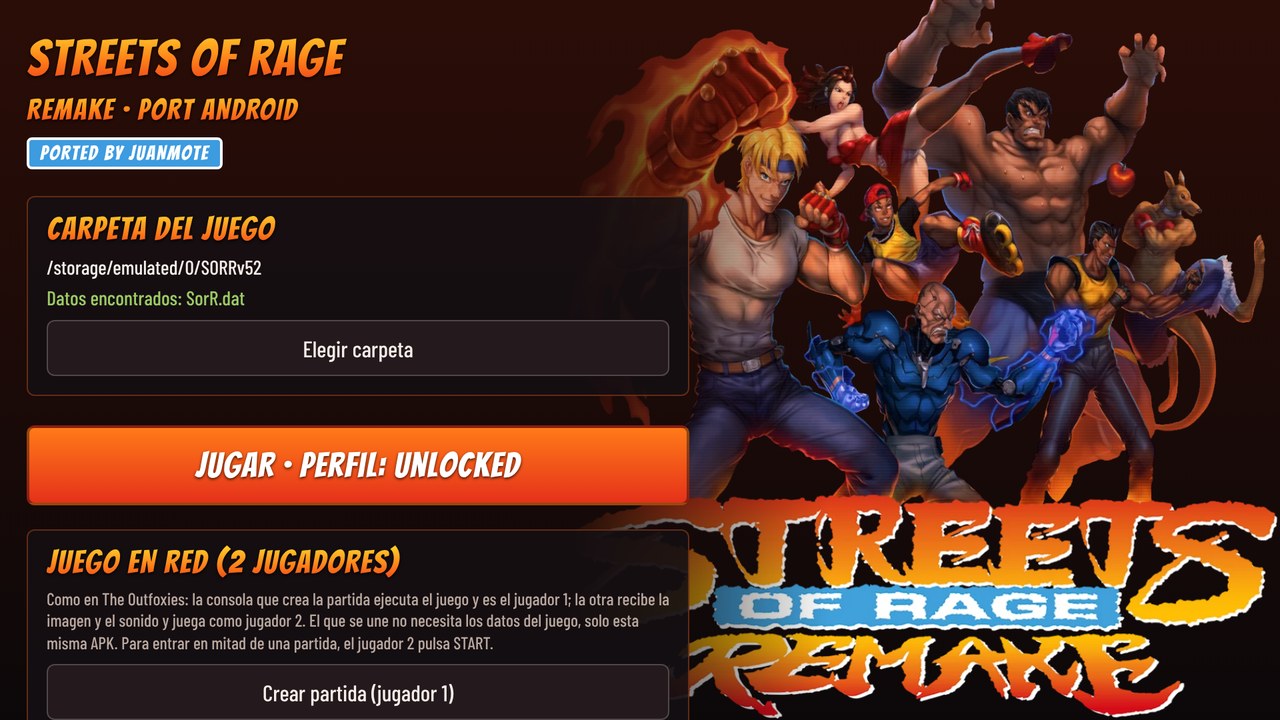 STREETS OF RAGE
REMAKE • PORT ANDROID
PORTED BY JUANMOTE
CARPETA DEL JUEGO
/storage/emulated/0/SORRv52
Datos encontrados: SorR.dat
Elegir carpeta
JUGAR • PERFIL: UNLOCKED
JUEGO EN RED (2 JUGADORES)
Como en The Outfoxies: la consola que crea la partida ejecuta el juego y es el jugador 1; la otra recibe la
imagen y el sonido y juega como jugador 2. El que se une no necesita los datos del juego, solo esta
misma APK. Para entrar en mitad de una partida, el jugador 2 pulsa START.
Crear partida (jugador 1)
STREETS
OF RAGE
REMAKE